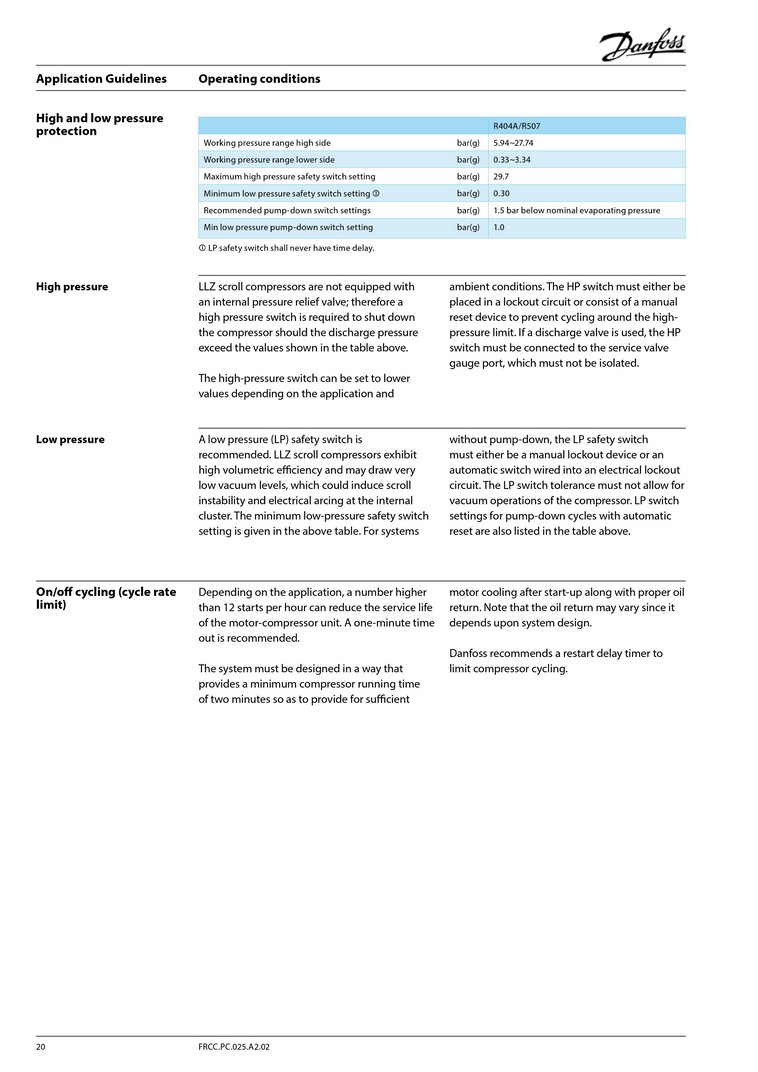 Danfoss
Application Guidelines Operating conditions
High and low pressure
protection
R404A/R507
Working pressure range high side bar(g) 5.94~27.74
Working pressure range lower side bar(g) 0.33~3.34
Maximum high pressure safety switch setting bar(g) 29.7
Minimum low pressure safety switch setting ① bar(g) 0.30
Recommended pump-down switch settings bar(g) 1.5 bar below nominal evaporating pressure
Min low pressure pump-down switch setting bar(g) 1.0
① LP safety switch shall never have time delay.
High pressure
LLZ scroll compressors are not equipped with
an internal pressure relief valve; therefore a
high pressure switch is required to shut down
the compressor should the discharge pressure
exceed the values shown in the table above.
The high-pressure switch can be set to lower
values depending on the application and
ambient conditions. The HP switch must either be
placed in a lockout circuit or consist of a manual
reset device to prevent cycling around the high-
pressure limit. If a discharge valve is used, the HP
switch must be connected to the service valve
gauge port, which must not be isolated.
Low pressure
A low pressure (LP) safety switch is
recommended. LLZ scroll compressors exhibit
high volumetric efficiency and may draw very
low vacuum levels, which could induce scroll
instability and electrical arcing at the internal
cluster. The minimum low-pressure safety switch
setting is given in the above table. For systems
without pump-down, the LP safety switch
must either be a manual lockout device or an
automatic switch wired into an electrical lockout
circuit. The LP switch tolerance must not allow for
vacuum operations of the compressor. LP switch
settings for pump-down cycles with automatic
reset are also listed in the table above.
On/off cycling (cycle rate
limit)
Depending on the application, a number higher
than 12 starts per hour can reduce the service life
of the motor-compressor unit. A one-minute time
out is recommended.
The system must be designed in a way that
provides a minimum compressor running time
of two minutes so as to provide for sufficient
motor cooling after start-up along with proper oil
return. Note that the oil return may vary since it
depends upon system design.
Danfoss recommends a restart delay timer to
limit compressor cycling.
20 FRCC.PC.025.A2.02